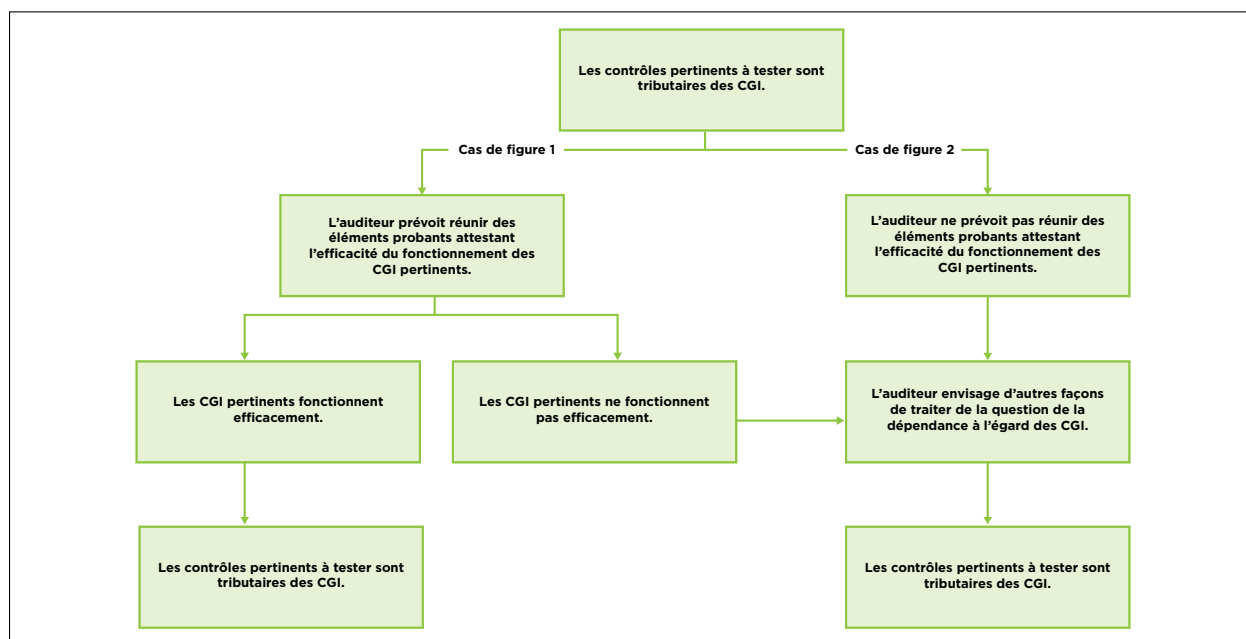 Les contrôles pertinents à tester sont
tributaires des CGI.
Cas de figure 1
Cas de figure 2
L'auditeur prévoit réunir des
éléments probants attestant
l'efficacité du fonctionnement des
CGI pertinents.
L'auditeur ne prévoit pas réunir des
éléments probants attestant
l'efficacité du fonctionnement des
CGI pertinents.
Les CGI pertinents fonctionnent
efficacement.
Les CGI pertinents ne fonctionnent
pas efficacement.
L'auditeur envisage d'autres façons
de traiter de la question de la
dépendance à l'égard des CGI.
Les contrôles pertinents à tester sont
tributaires des CGI.
Les contrôles pertinents à tester sont
tributaires des CGI.